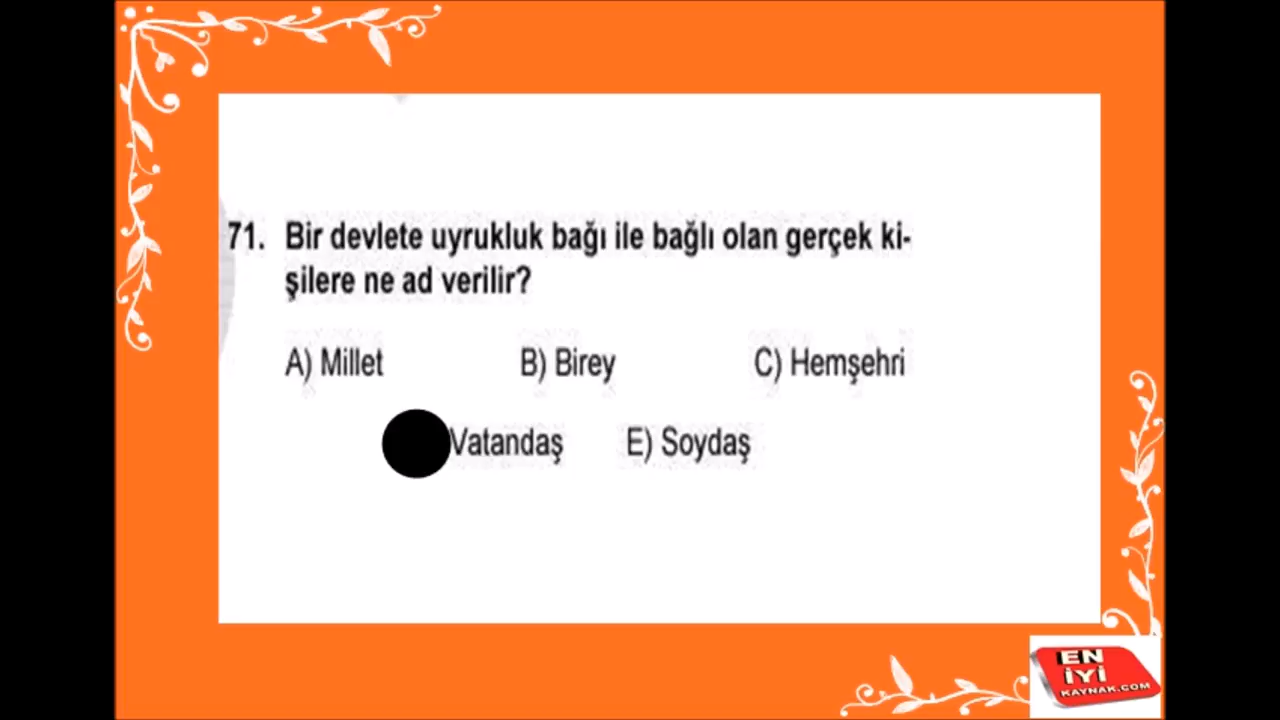 71. Bir devlete uyrukluk bağı ile bağlı olan gerçek ki-
şilere ne ad verilir?
A) Millet B) Birey C) Hemşehri
Vatandaş E) Soydaş
EN
İYİ
KAYNAK.COM